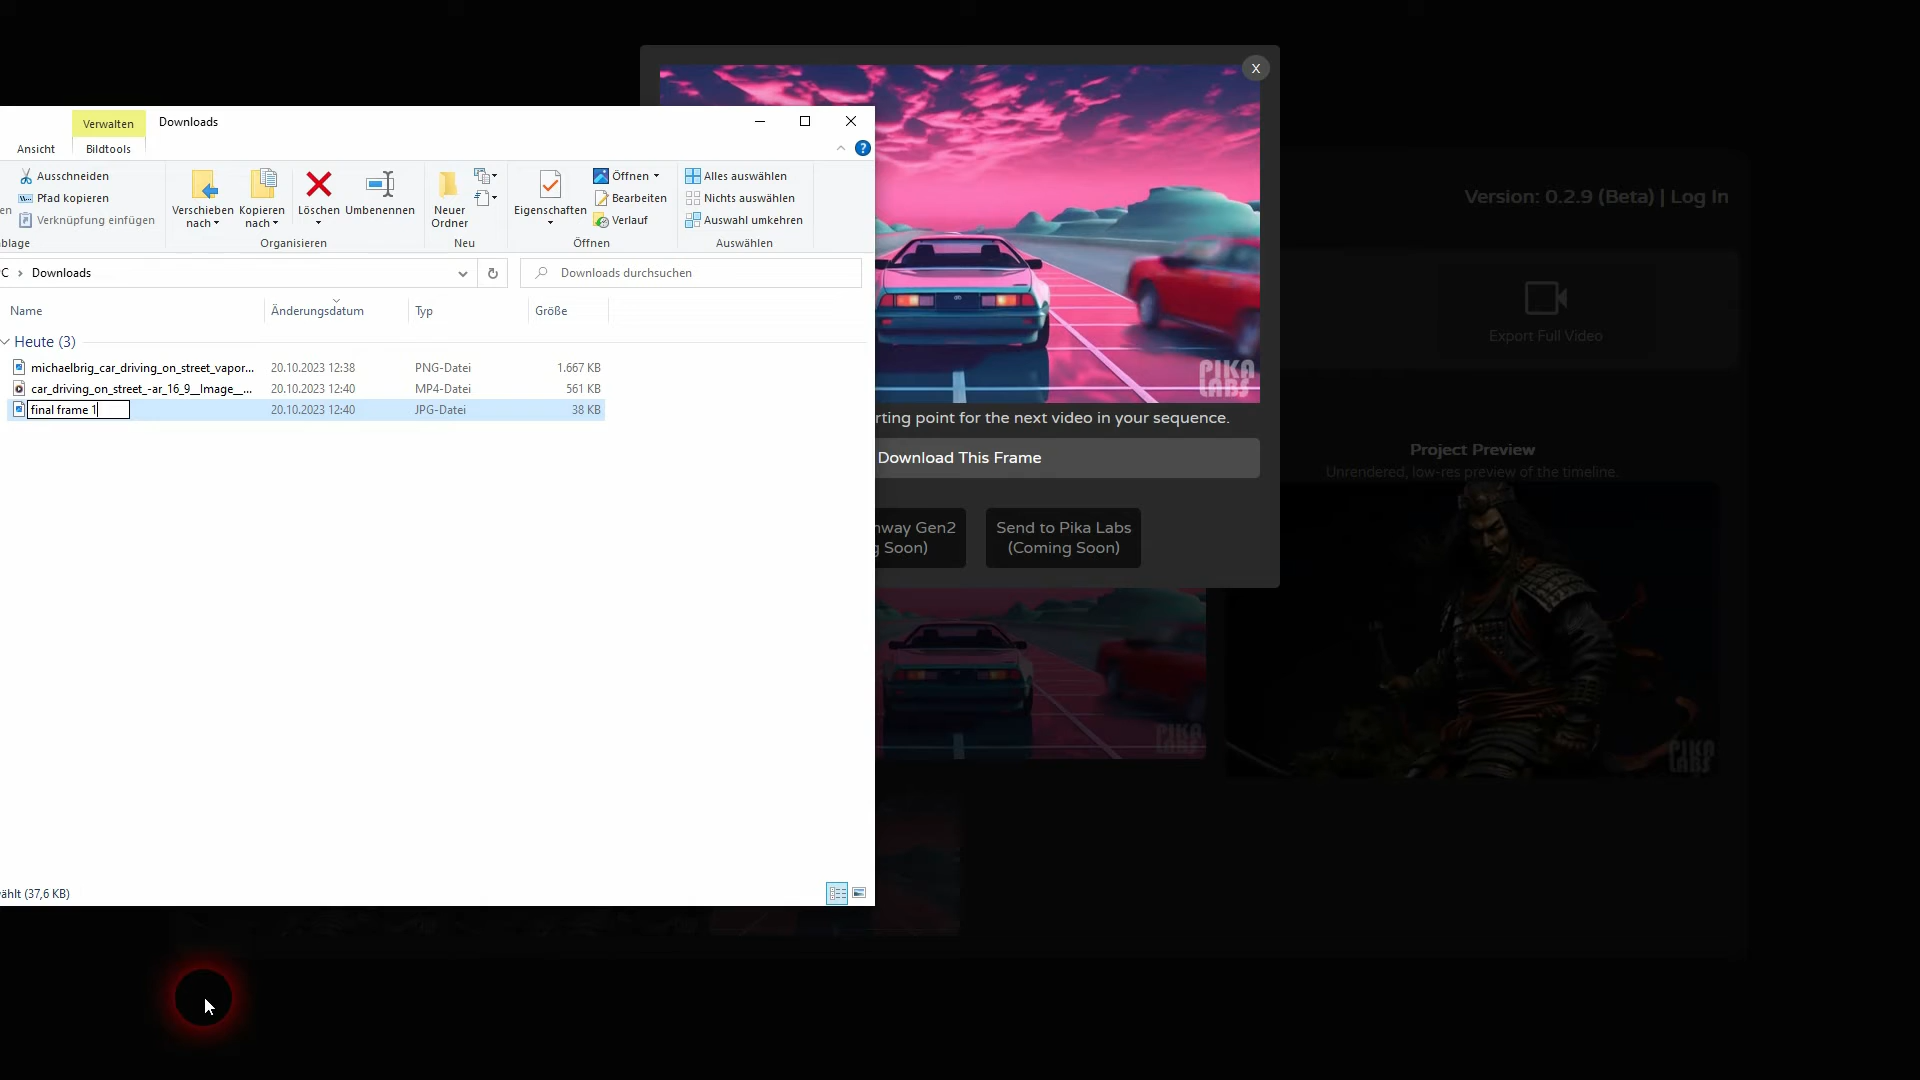 X
Verwalten
Downloads
Ansicht
Bildtools
Ausschneiden
Pfad kopieren
Verknüpfung einfügen
Verschieben nach
Kopieren nach
Löschen
Umbenennen
Neuer Ordner
Eigenschaften
Öffnen
Bearbeiten
Verlauf
Alles auswählen
Nichts auswählen
Auswahl umkehren
Organisieren
Neu
Öffnen
Auswählen
Downloads
Downloads durchsuchen
Name
Änderungsdatum
Typ
Größe
Heute (3)
michaelbrig_car_driving_on_street_vapor... 20.10.2023 12:38 PNG-Datei 1.667 KB
car_driving_on_street_-ar_16_9__Image__... 20.10.2023 12:40 MP4-Datei 561 KB
final frame 1 20.10.2023 12:40 JPG-Datei 38 KB
ählt (37,6 KB)
PIKA
LABS
rting point for the next video in your sequence.
Download This Frame
nway Gen2
g Soon)
Send to Pika Labs
(Coming Soon)
Version: 0.2.9 (Beta) | Log In
Export Full Video
Project Preview
Unrendered, low-res preview of the timeline.
PIKA
LABS
PIKA
LABS